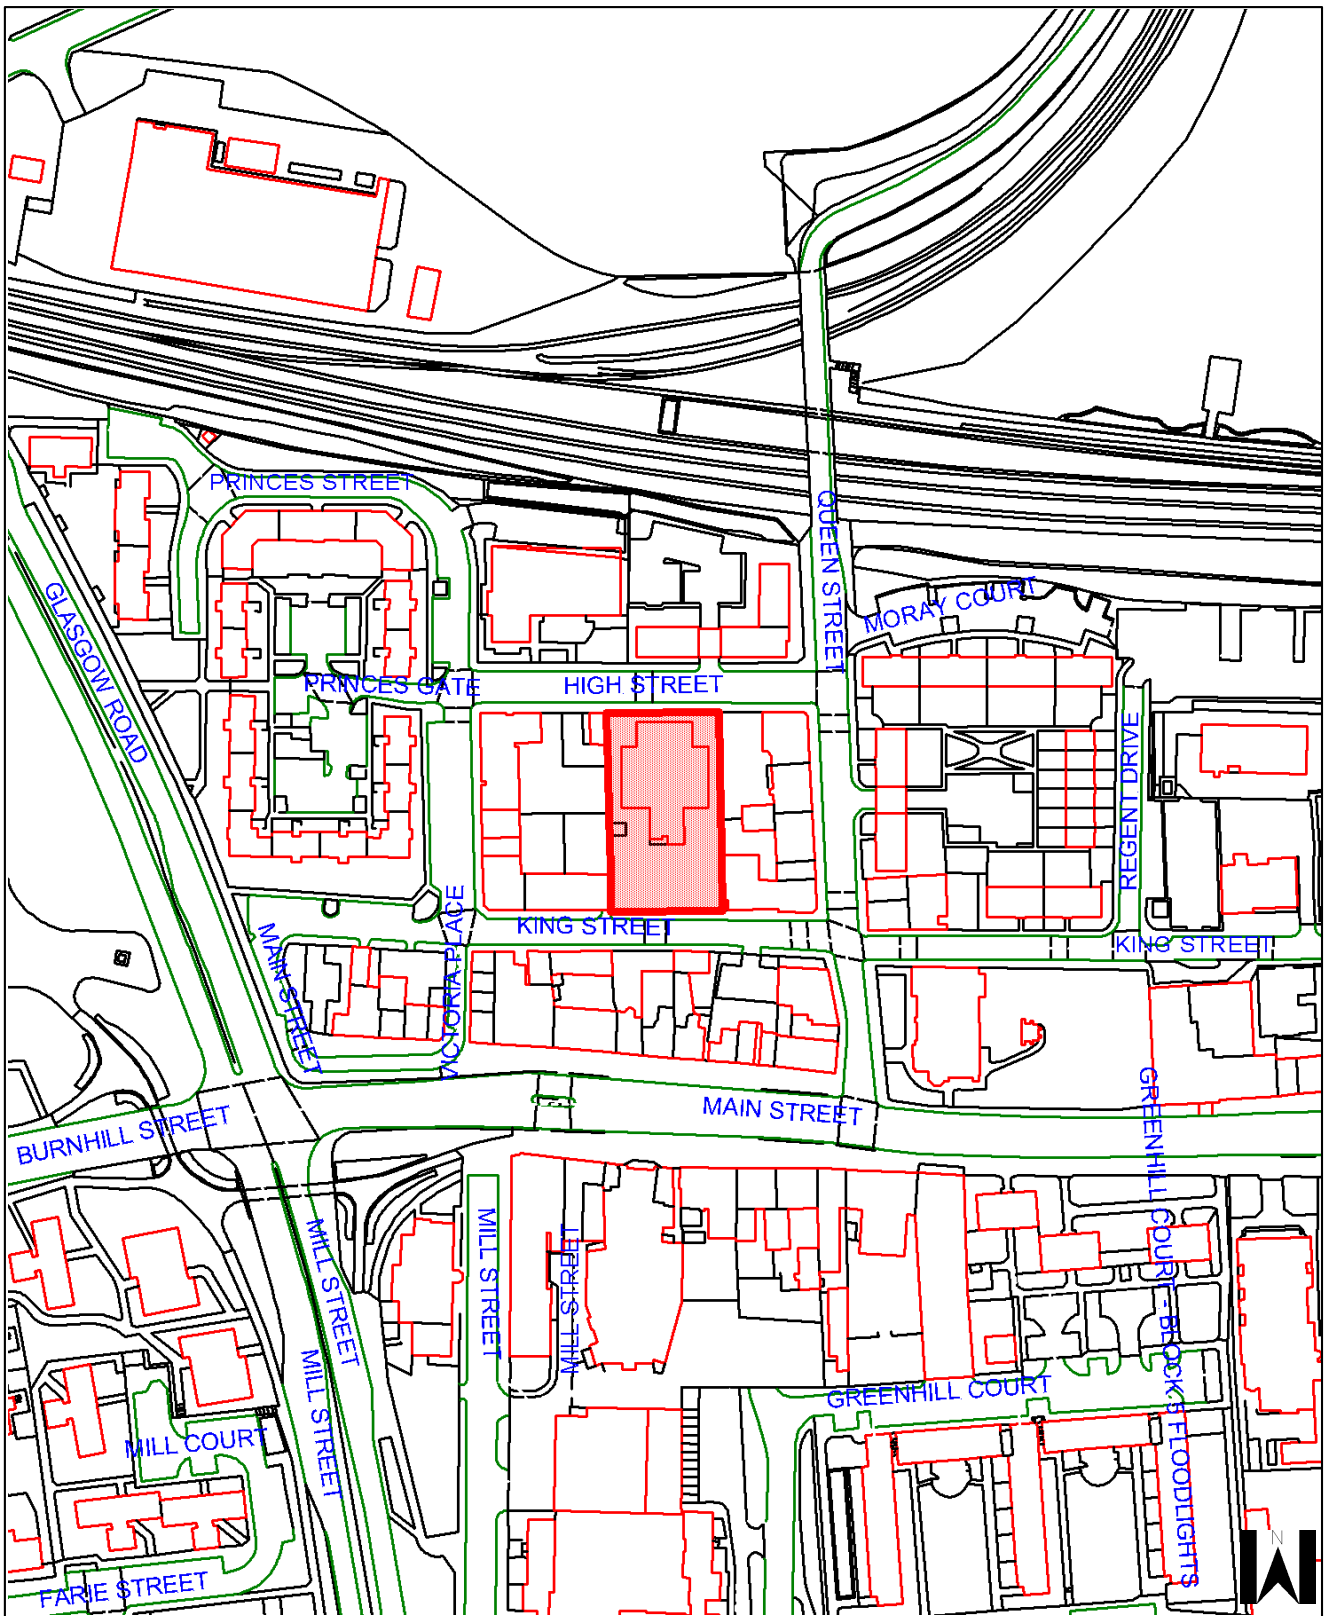 PRINCES STREET
QUEEN STREET
GLASGOW ROAD
MORAY COURT
PRINCES GATE
HIGH STREET
REGENT DRIVE
VICTORIA PLACE
KING STREET
KING STREET
MAIN STREET
MAIN STREET
BURNHILL STREET
GREENHILL COURT - BLOCK 5 FLOODLIGHTS
MILL STREET
MILL STREET
MILL STREET
MILL STREET
GREENHILL COURT
MILL COURT
FARIE STREET
N